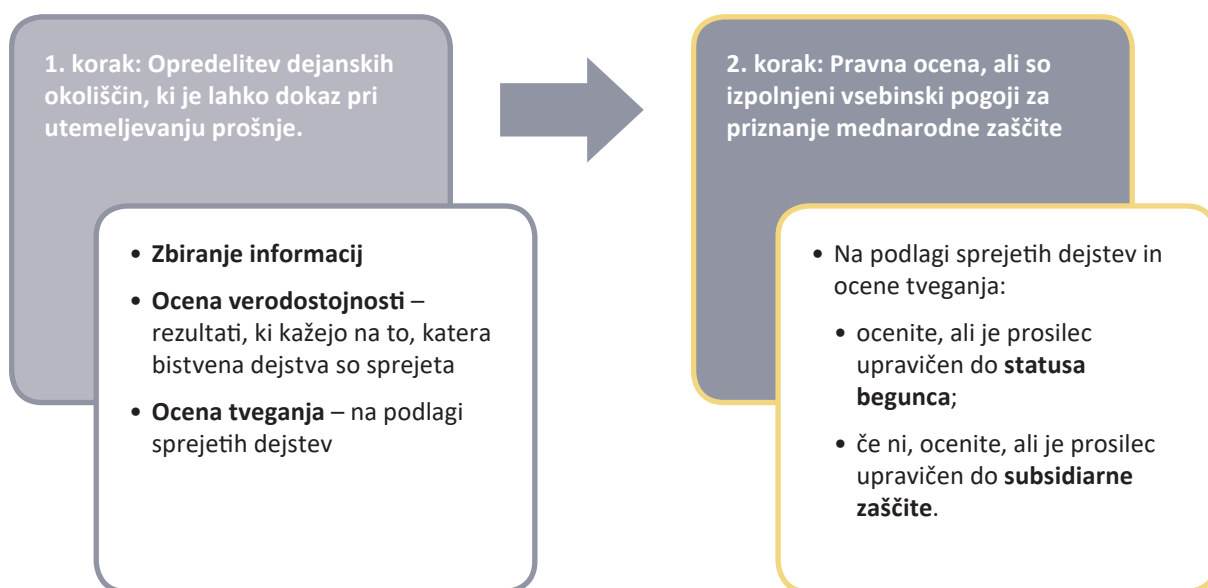 1. korak: Opredelitev dejanskih
okoliščin, ki je lahko dokaz pri
utemeljevanju prošnje.
• Zbiranje informacij
• Ocena verodostojnosti –
rezultati, ki kažejo na to, katera
bistvena dejstva so sprejeta
• Ocena tveganja – na podlagi
sprejetih dejstev
2. korak: Pravna ocena, ali so
izpolnjeni vsebinski pogoji za
priznanje mednarodne zaščite
• Na podlagi sprejetih dejstev in
ocene tveganja:
• ocenite, ali je prosilec
upravičen do statusa
begunca;
• če ni, ocenite, ali je prosilec
upravičen do subsidiarne
zaščite.